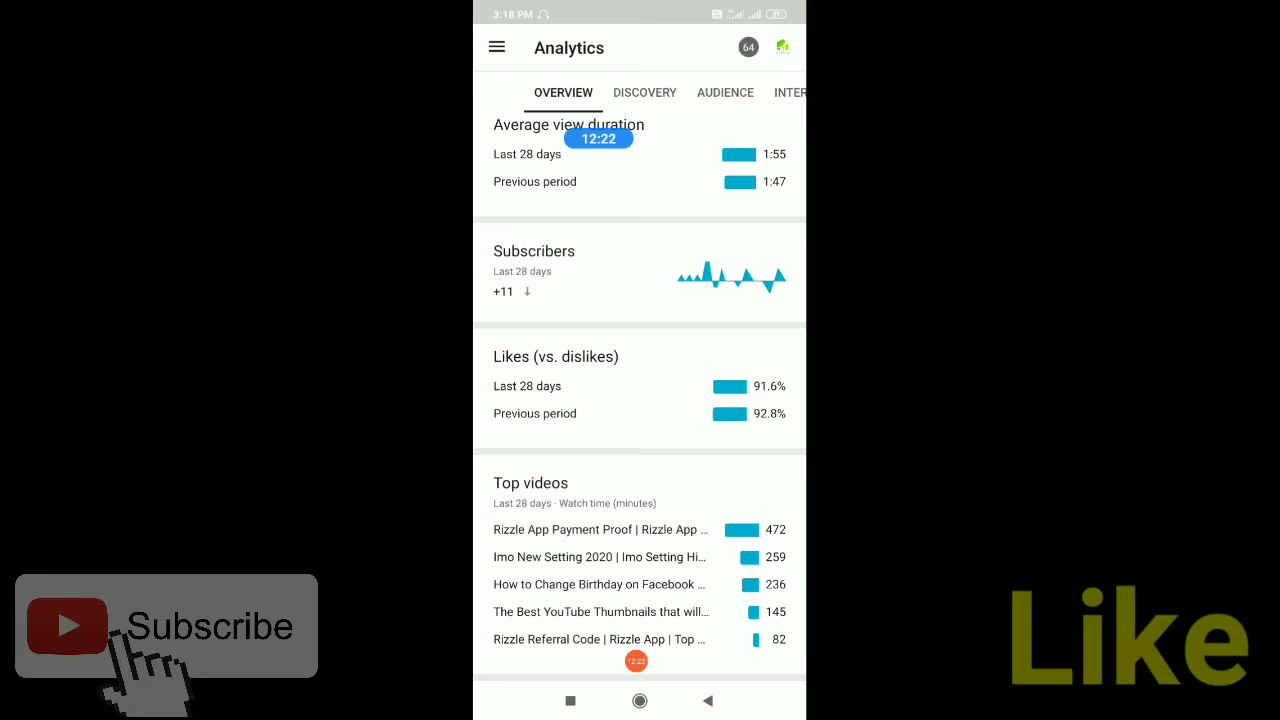 3:18 PM
21
Analytics
64
OVERVIEW DISCOVERY AUDIENCE INTER
Average view duration
12:22
Last 28 days 1:55
Previous period 1:47
Subscribers
Last 28 days
+11
Likes (vs. dislikes)
Last 28 days 91.6%
Previous period 92.8%
Top videos
Last 28 days · Watch time (minutes)
Rizzle App Payment Proof | Rizzle App ... 472
Imo New Setting 2020 | Imo Setting Hi... 259
How to Change Birthday on Facebook ... 236
The Best YouTube Thumbnails that will... 145
Rizzle Referral Code | Rizzle App | Top ... 82
12:22
Subscribe
Like